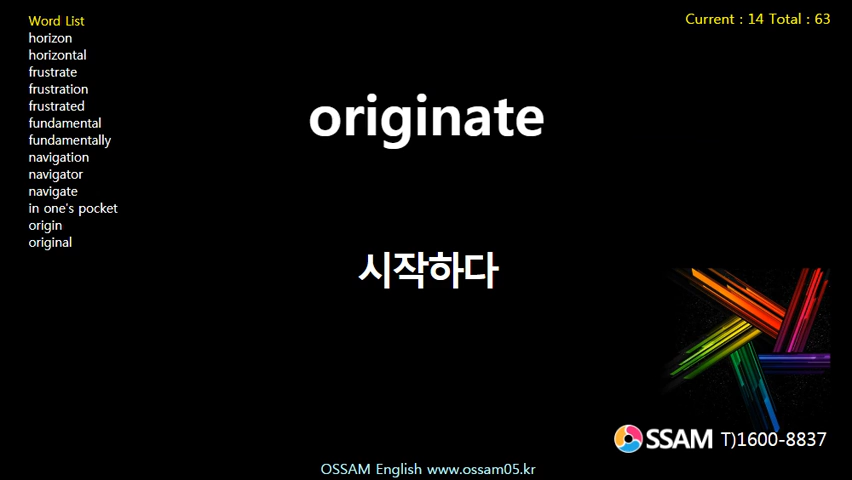 Word List
horizon
horizontal
frustrate
frustration
frustrated
fundamental
fundamentally
navigation
navigator
navigate
in one's pocket
origin
original
Current : 14 Total : 63
originate
시작하다
OSSAM T)1600-8837
OSSAM English www.ossam05.kr